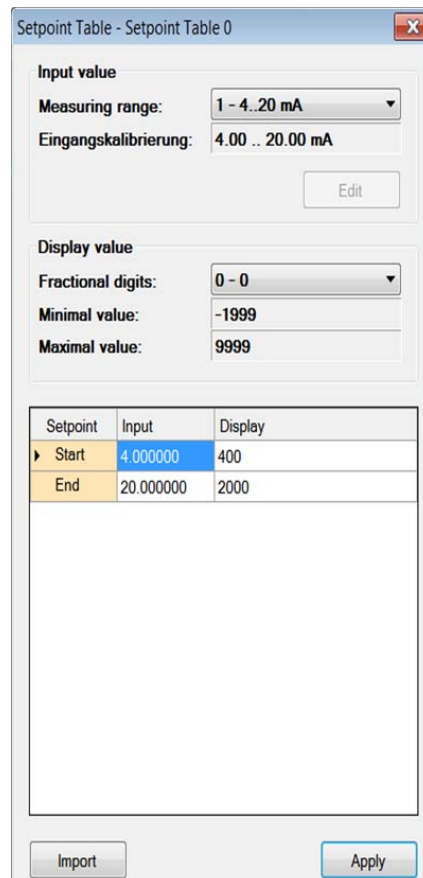 Setpoint Table - Setpoint Table 0
Input value
Measuring range: 1 - 4..20 mA
Eingangskalibrierung: 4.00 .. 20.00 mA
Edit
Display value
Fractional digits: 0 - 0
Minimal value: -1999
Maximal value: 9999
Setpoint Input Display
Start 4.000000 400
End 20.000000 2000
Import Apply